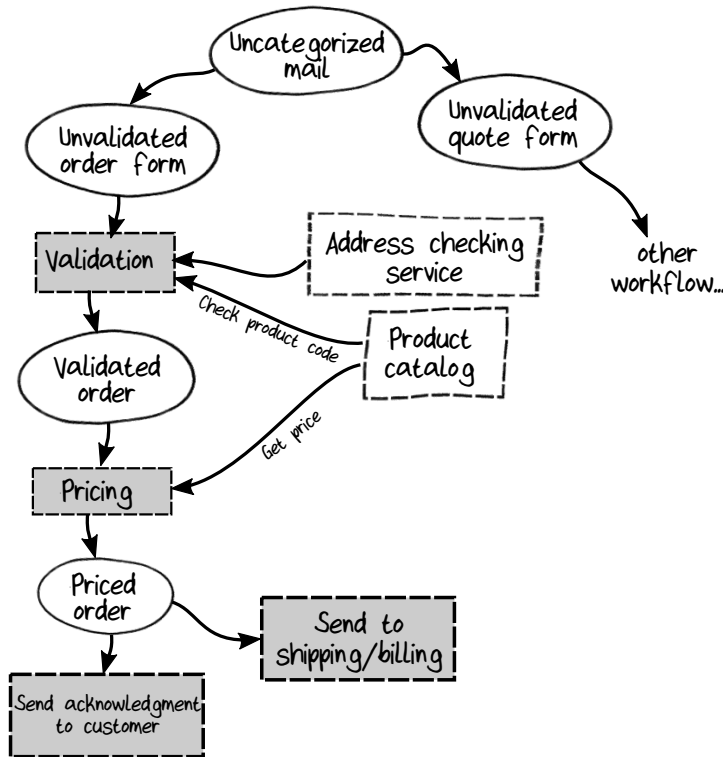 Uncategorized
mail
Unvalidated
order form
Unvalidated
quote form
Validation
Address checking
service
other
workflow...
Check product code
Product
catalog
Validated
order
Get price
Pricing
Priced
order
Send to
shipping/billing
Send acknowledgment
to customer